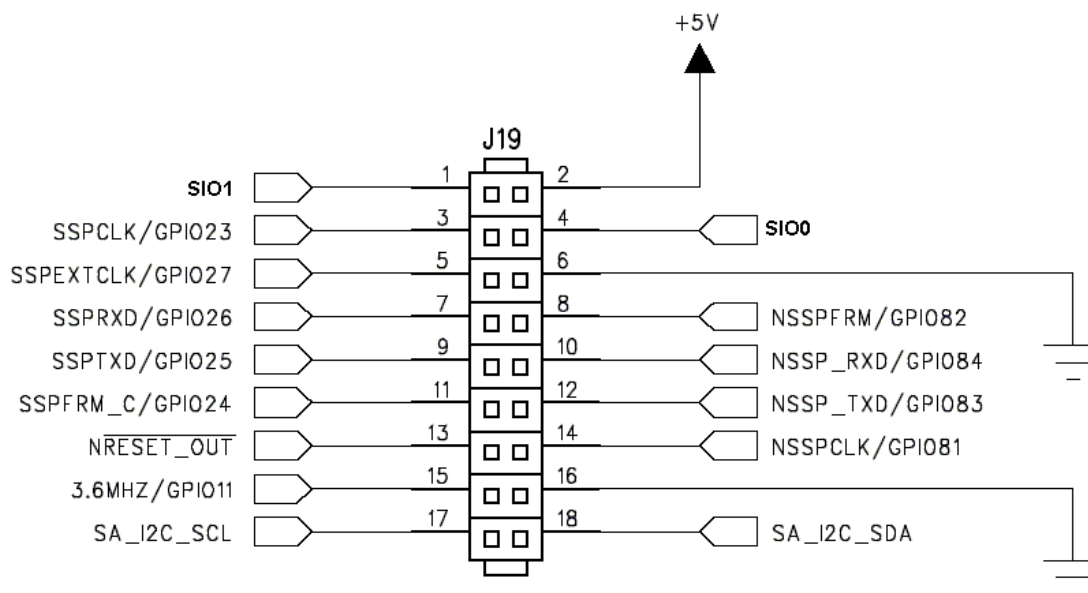 +5V
J19
SIO1 1 2
SSPCLK/GPIO23 3 4 SIO0
SSPEXTCLK/GPIO27 5 6
SSPRXD/GPIO26 7 8 NSSPFRM/GPIO82
SSPTXD/GPIO25 9 10 NSSP_RXD/GPIO84
SSPFRM_C/GPIO24 11 12 NSSP_TXD/GPIO83
NRESET_OUT 13 14 NSSPCLK/GPIO81
3.6MHZ/GPIO11 15 16
SA_I2C_SCL 17 18 SA_I2C_SDA